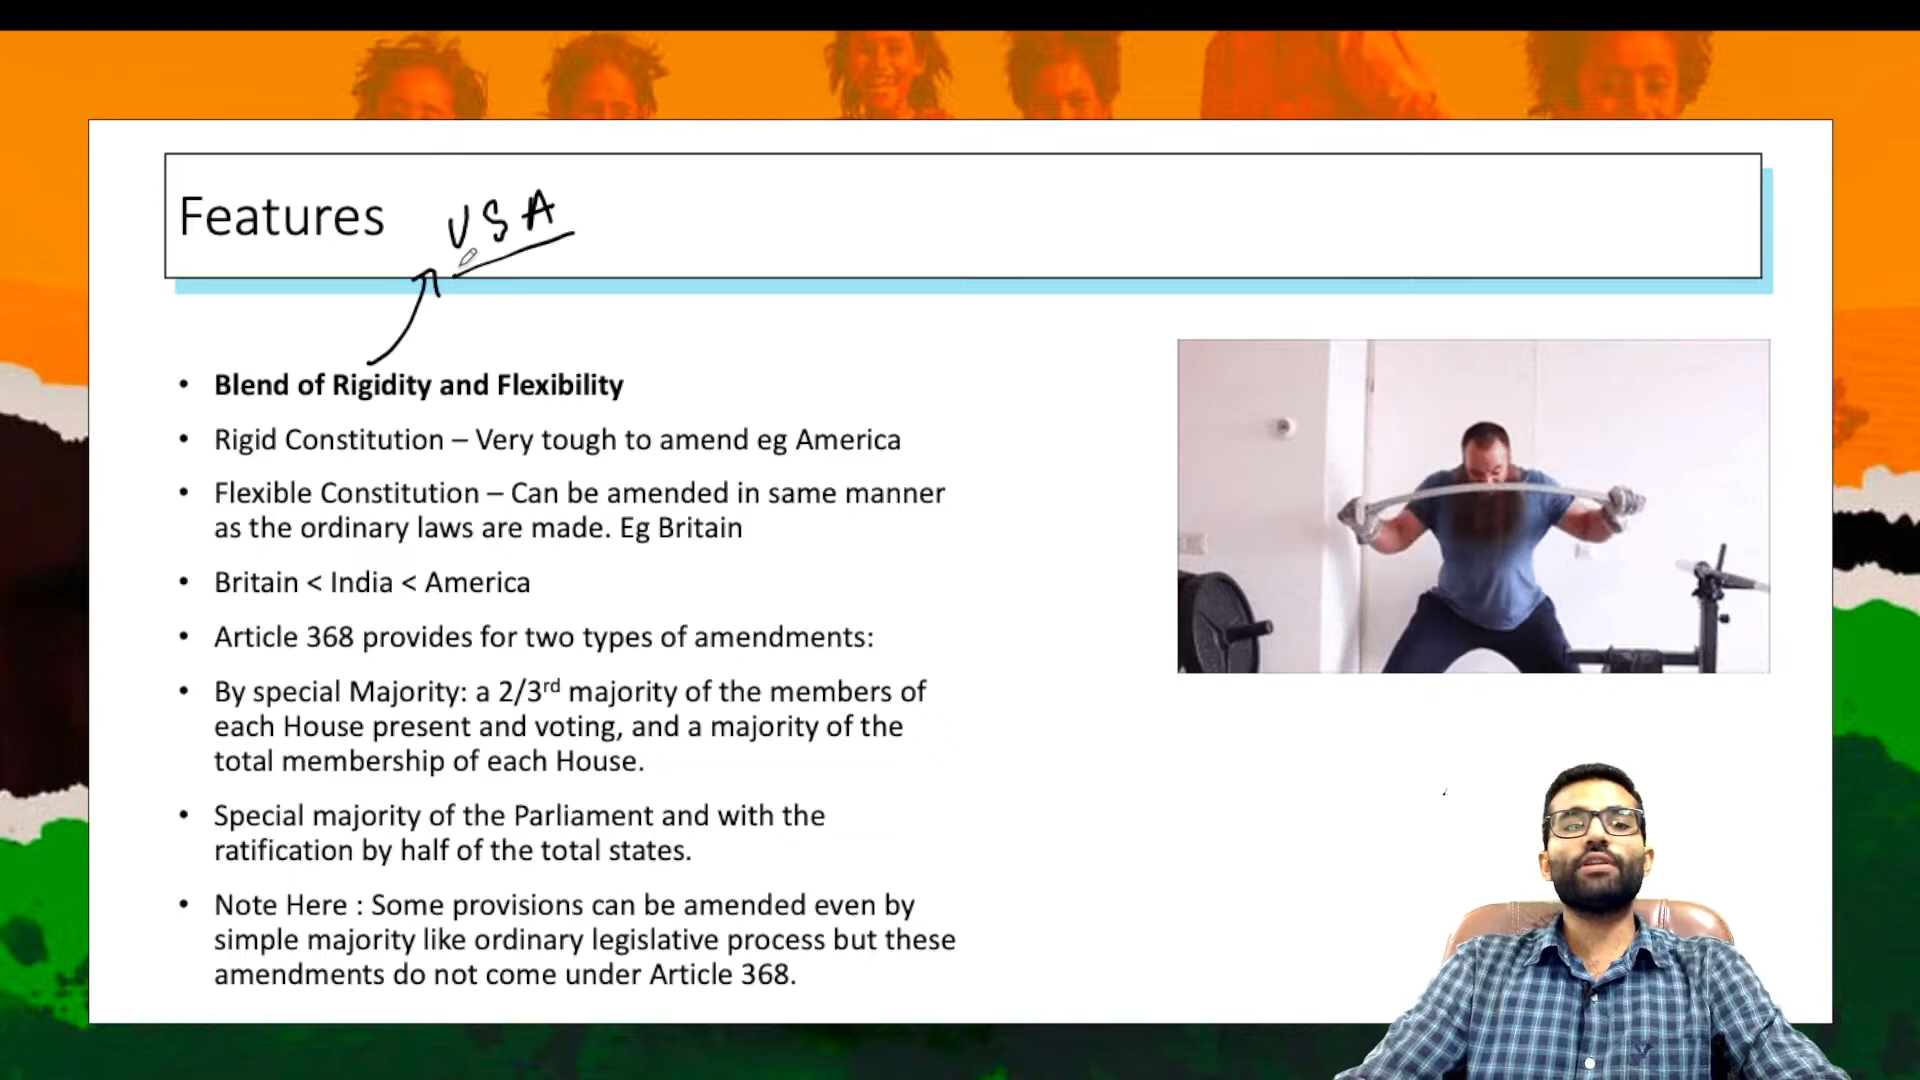 Features
USA
• Blend of Rigidity and Flexibility
• Rigid Constitution – Very tough to amend eg America
• Flexible Constitution – Can be amended in same manner
as the ordinary laws are made. Eg Britain
• Britain < India < America
• Article 368 provides for two types of amendments:
• By special Majority: a 2/3rd majority of the members of
each House present and voting, and a majority of the
total membership of each House.
• Special majority of the Parliament and with the
ratification by half of the total states.
• Note Here : Some provisions can be amended even by
simple majority like ordinary legislative process but these
amendments do not come under Article 368.